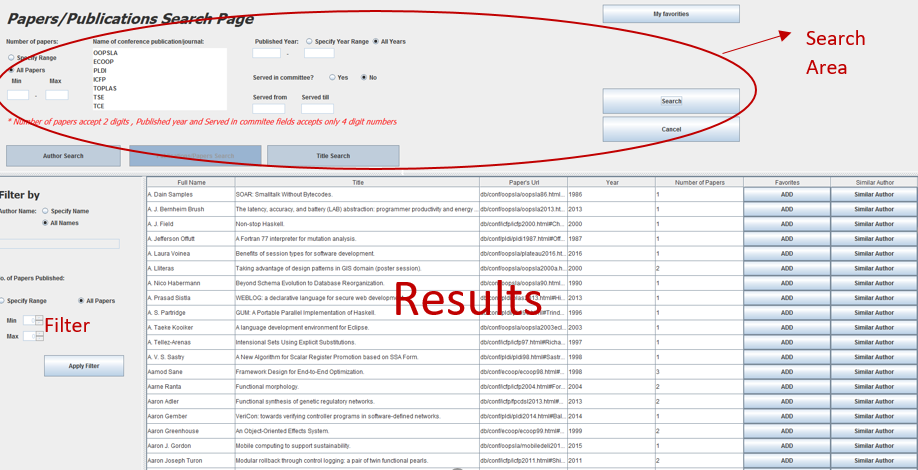 Papers/Publications Search Page
My favorities
Number of papers:
Name of conference publication/journal:
Published Year:
Specify Year Range
All Years
Search
Area
Specify Range
All Papers
Min
Max
-
OOPSLA
ECOOP
PLDI
ICFP
TOPLAS
TSE
TCE
-
Served in committee?
Yes
No
Served from
Served till
Search
Cancel
* Number of papers accept 2 digits , Published year and Served in commitee fields accepts only 4 digit numbers
Author Search
Title Search
Filter by
Author Name:
Specify Name
All Names
o. of Papers Published:
Specify Range
All Papers
Min
Max
Filter
Apply Filter
Results
Full Name Title Paper's Url Year Number of Papers Favorites Similar Author
A. Dain Samples SOAR: Smalltalk Without Bytecodes. db/conf/oopsla/oopsla86.html... 1986 1 ADD Similar Author
A. J. Bernheim Brush The latency, accuracy, and battery (LAB) abstraction: programmer productivity and energy ... db/conf/oopsla/oopsla2013.ht... 2013 1 ADD Similar Author
A. J. Field Non-stop Haskell. db/conf/icfp/icfp2000.html#Ch... 2000 1 ADD Similar Author
A. Jefferson Offutt A Fortran 77 interpreter for mutation analysis. db/conf/pldi/pldi1987.html#Off... 1987 1 ADD Similar Author
A. Laura Voinea Benefits of session types for software development. db/conf/oopsla/plateau2016.ht... 2016 1 ADD Similar Author
A. Lliteras Taking advantage of design patterns in GIS domain (poster session). db/conf/oopsla/oopsla2000a.h... 2000 2 ADD Similar Author
A. Nico Habermann Beyond Schema Evolution to Database Reorganization. db/conf/oopsla/oopsla90.html... 1990 1 ADD Similar Author
A. Prasad Sistla WEBLOG: a declarative language for secure web development. 2013 1 ADD Similar Author
A. S. Partridge GUM: A Portable Parallel Implementation of Haskell. 1996 1 ADD Similar Author
A. Taeke Kooiker A language development environment for Eclipse. db/conf/oopsla/oopsla2003ecl... 2003 1 ADD Similar Author
A. Tellez-Arenas Intensional Sets Using Explicit Substitutions. db/conf/icfp/icfp97.html#Richa... 1997 1 ADD Similar Author
A. V. S. Sastry A New Algorithm for Scalar Register Promotion based on SSA Form. db/conf/pldi/pldi98.html#Sastr... 1998 1 ADD Similar Author
Aamod Sane Framework Design for End-to-End Optimization. db/conf/ecoop/ecoop98.html#... 1998 3 ADD Similar Author
Aarne Ranta Functional morphology. db/conf/icfp/icfp2004.html#For... 2004 2 ADD Similar Author
Aaron Adler Functional synthesis of genetic regulatory networks. db/conf/icfp/fpcdsl2013.html#... 2013 2 ADD Similar Author
Aaron Gember VeriCon: towards verifying controller programs in software-defined networks. db/conf/pldi/pldi2014.html#Bal... 2014 1 ADD Similar Author
Aaron Greenhouse An Object-Oriented Effects System. db/conf/ecoop/ecoop99.html#... 1999 2 ADD Similar Author
Aaron J. Gordon Mobile computing to support sustainability. db/conf/oopsla/mobiledeli201... 2015 1 ADD Similar Author
Aaron Joseph Turon Modular rollback through control logging: a pair of twin functional pearls. db/conf/icfp/icfp2011.html#Shi... 2011 2 ADD Similar Author